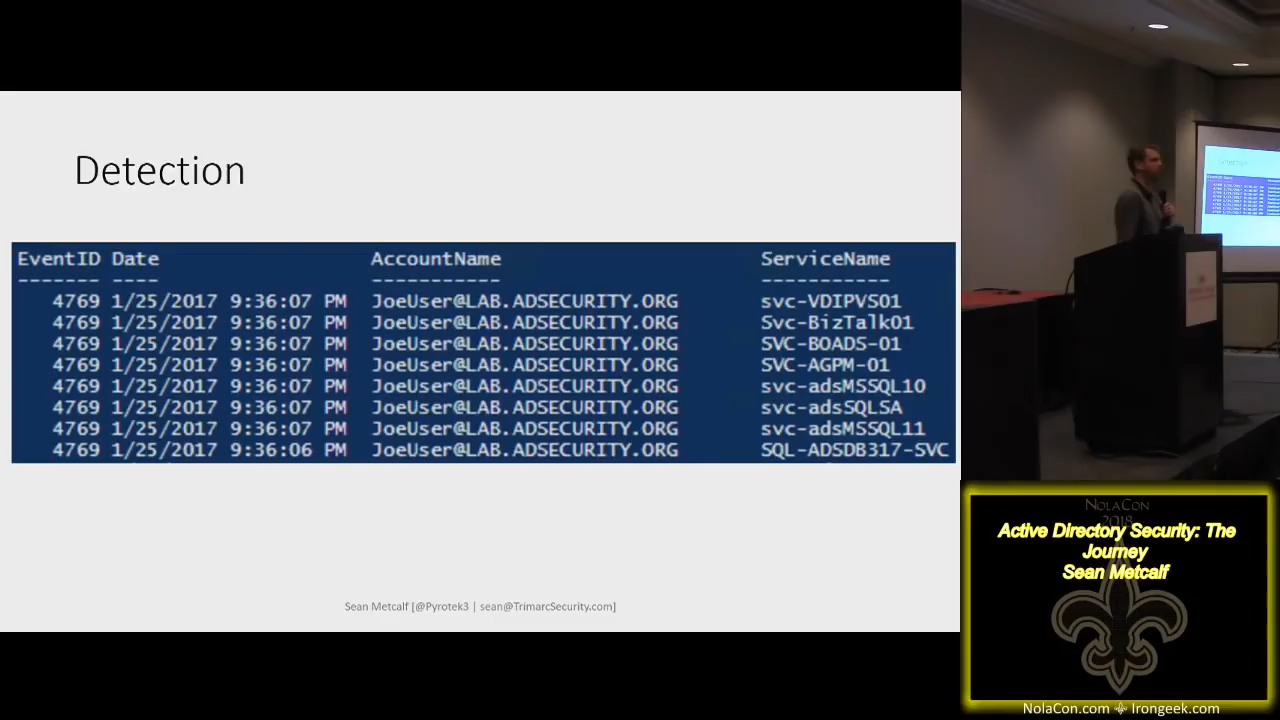 Detection
EventID Date AccountName ServiceName
------- ---- ----------- -----------
4769 1/25/2017 9:36:07 PM JoeUser@LAB.ADSECURITY.ORG svc-VDIPVS01
4769 1/25/2017 9:36:07 PM JoeUser@LAB.ADSECURITY.ORG Svc-BizTalk01
4769 1/25/2017 9:36:07 PM JoeUser@LAB.ADSECURITY.ORG SVC-BOADS-01
4769 1/25/2017 9:36:07 PM JoeUser@LAB.ADSECURITY.ORG SVC-AGPM-01
4769 1/25/2017 9:36:07 PM JoeUser@LAB.ADSECURITY.ORG svc-adsMSSQL10
4769 1/25/2017 9:36:07 PM JoeUser@LAB.ADSECURITY.ORG svc-adsSQLSA
4769 1/25/2017 9:36:07 PM JoeUser@LAB.ADSECURITY.ORG svc-adsMSSQL11
4769 1/25/2017 9:36:06 PM JoeUser@LAB.ADSECURITY.ORG SQL-ADSDB317-SVC
Sean Metcalf [@Pyrotek3 | sean@TrimarcSecurity.com]
Detection
NolaCon
2018
Active Directory Security: The
Journey
Sean Metcalf
NolaCon.com Irongeek.com